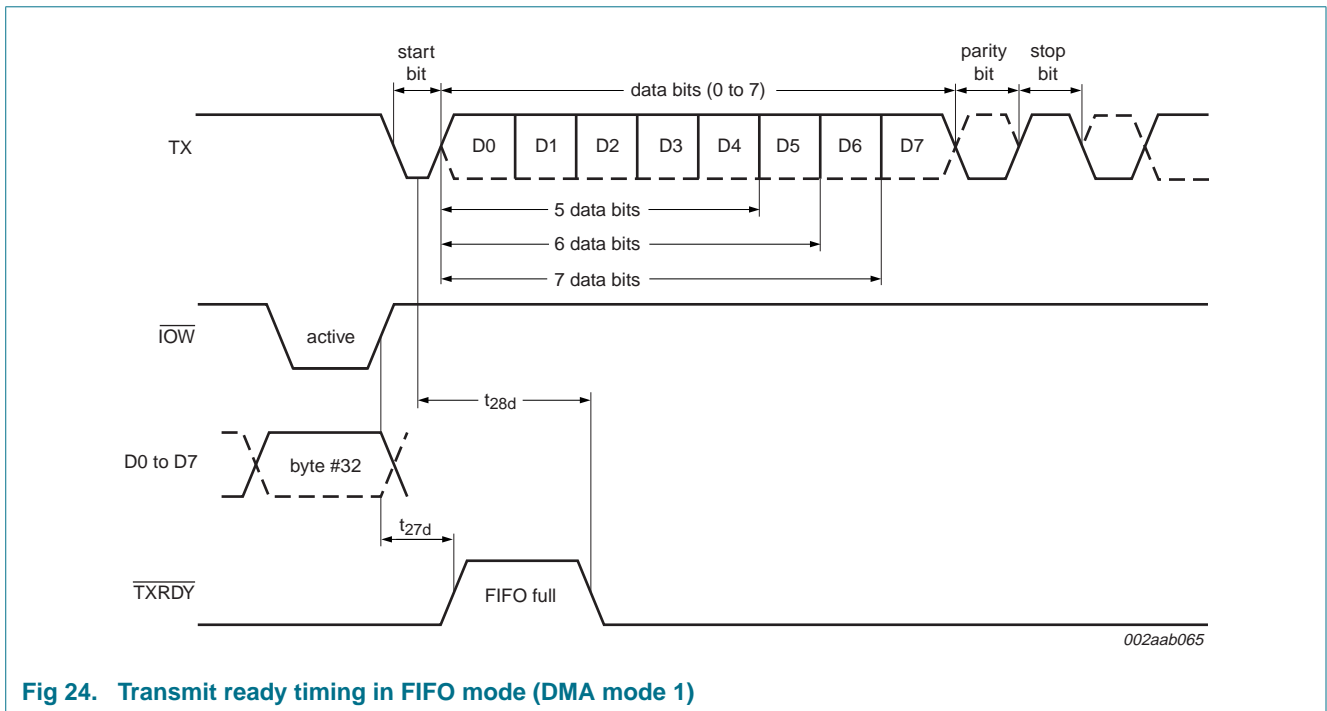 start
bit
data bits (0 to 7)
parity
bit
stop
bit
TX
D0 D1 D2 D3 D4 D5 D6 D7
5 data bits
6 data bits
7 data bits
IOW
active
t28d
D0 to D7
byte #32
t27d
TXRDY
FIFO full
002aab065
Fig 24. Transmit ready timing in FIFO mode (DMA mode 1)